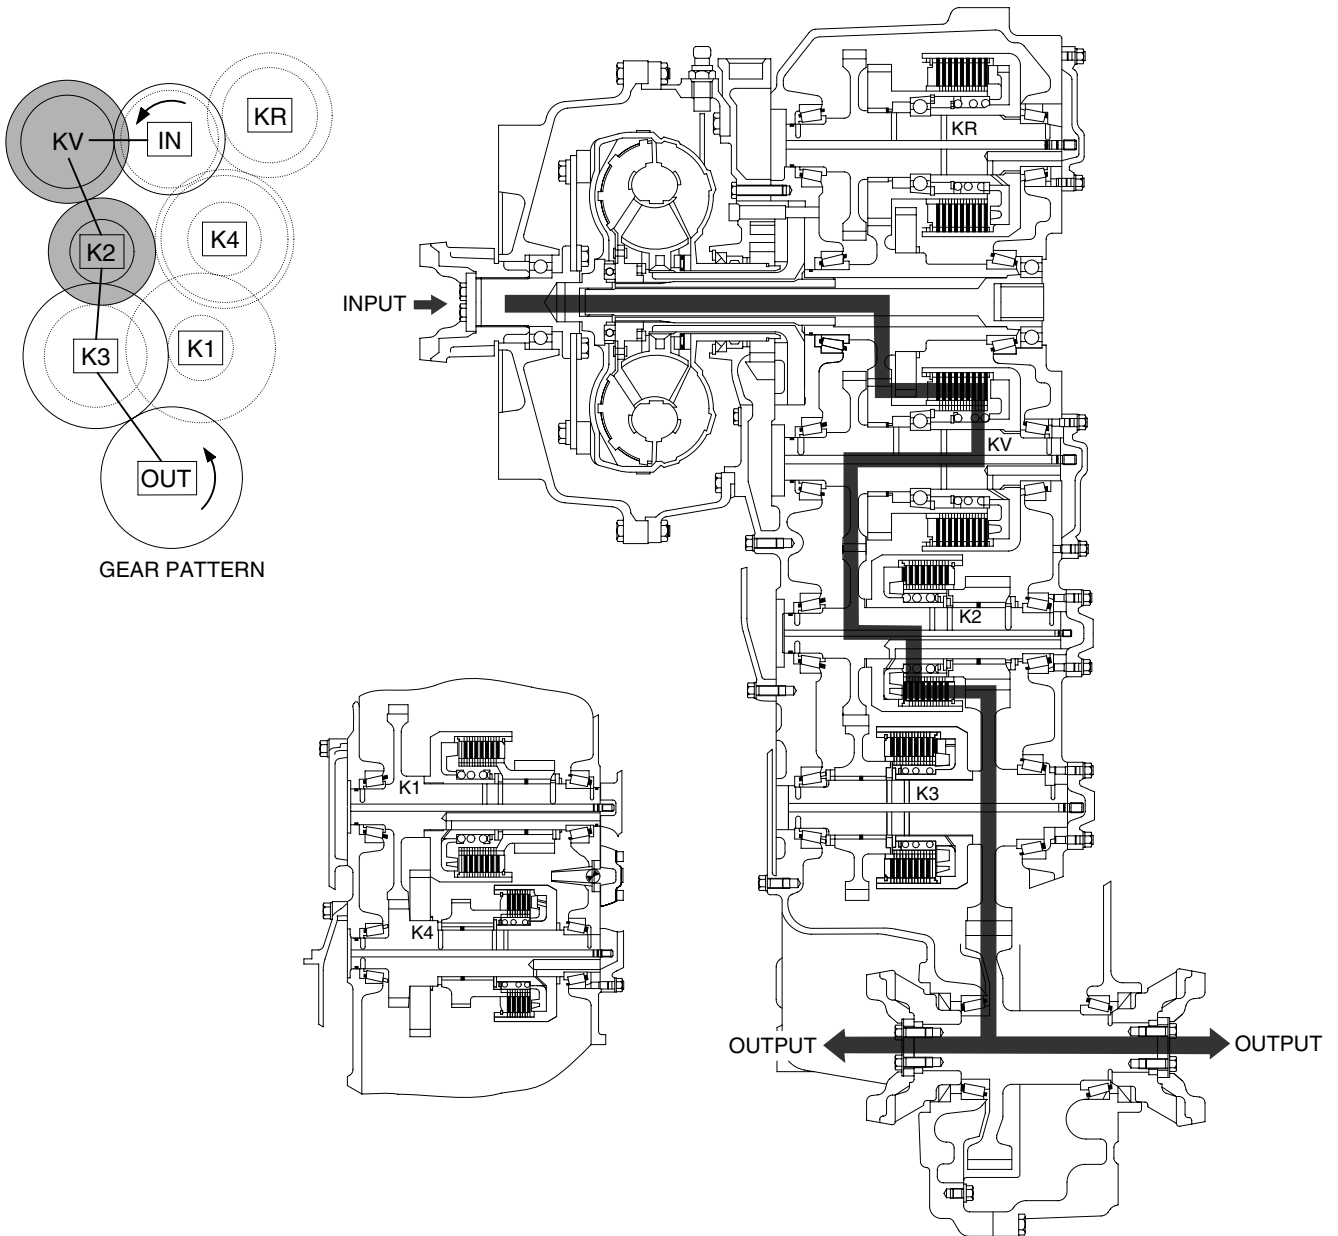 KR
KV
IN
K2
K4
K3
K1
OUT
GEAR PATTERN
KR
INPUT
KV
K2
K1
K3
K4
OUTPUT
OUTPUT